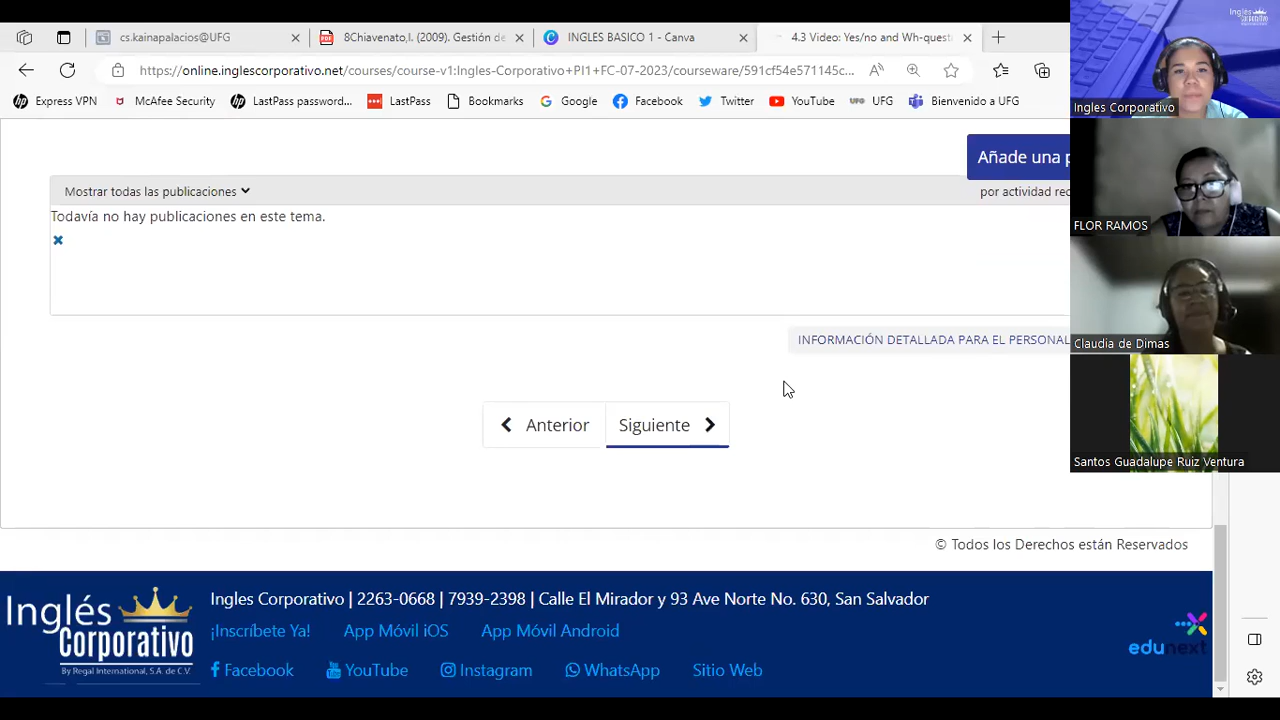 cs.kainapalacios@UFG
8Chiavenato,I. (2009). Gestión de
INGLES BASICO 1 - Canva
4.3 Video: Yes/no and Wh-quest
https://online.inglescorporativo.net/courses/course-v1:Ingles-Corporativo+PI1+FC-07-2023/courseware/591cf54e571145c...
Express VPN
McAfee Security
LastPass password...
LastPass
Bookmarks
Google
Facebook
Twitter
YouTube
UFG
Bienvenido a UFG
Añade una p
Mostrar todas las publicaciones
por actividad rec
Todavía no hay publicaciones en este tema.
INFORMACIÓN DETALLADA PARA EL PERSONAL
Anterior
Siguiente
© Todos los Derechos están Reservados
Inglés Corporativo
By Regal International, S.A. de C.V.
Ingles Corporativo | 2263-0668 | 7939-2398 | Calle El Mirador y 93 Ave Norte No. 630, San Salvador
¡Inscríbete Ya!
App Móvil iOS
App Móvil Android
Facebook
YouTube
Instagram
WhatsApp
Sitio Web
edunext
Inglés Corporativo
Ingles Corporativo
FLOR RAMOS
Claudia de Dimas
Santos Guadalupe Ruiz Ventura